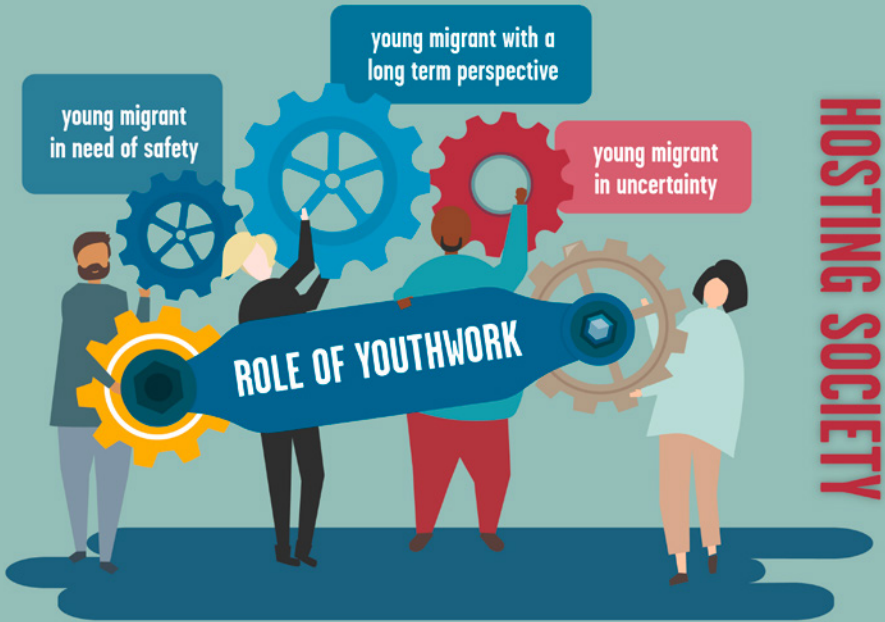 young migrant with a
long term perspective
young migrant
in need of safety
young migrant
in uncertainty
ROLE OF YOUTHWORK
HOSTING SOCIETY